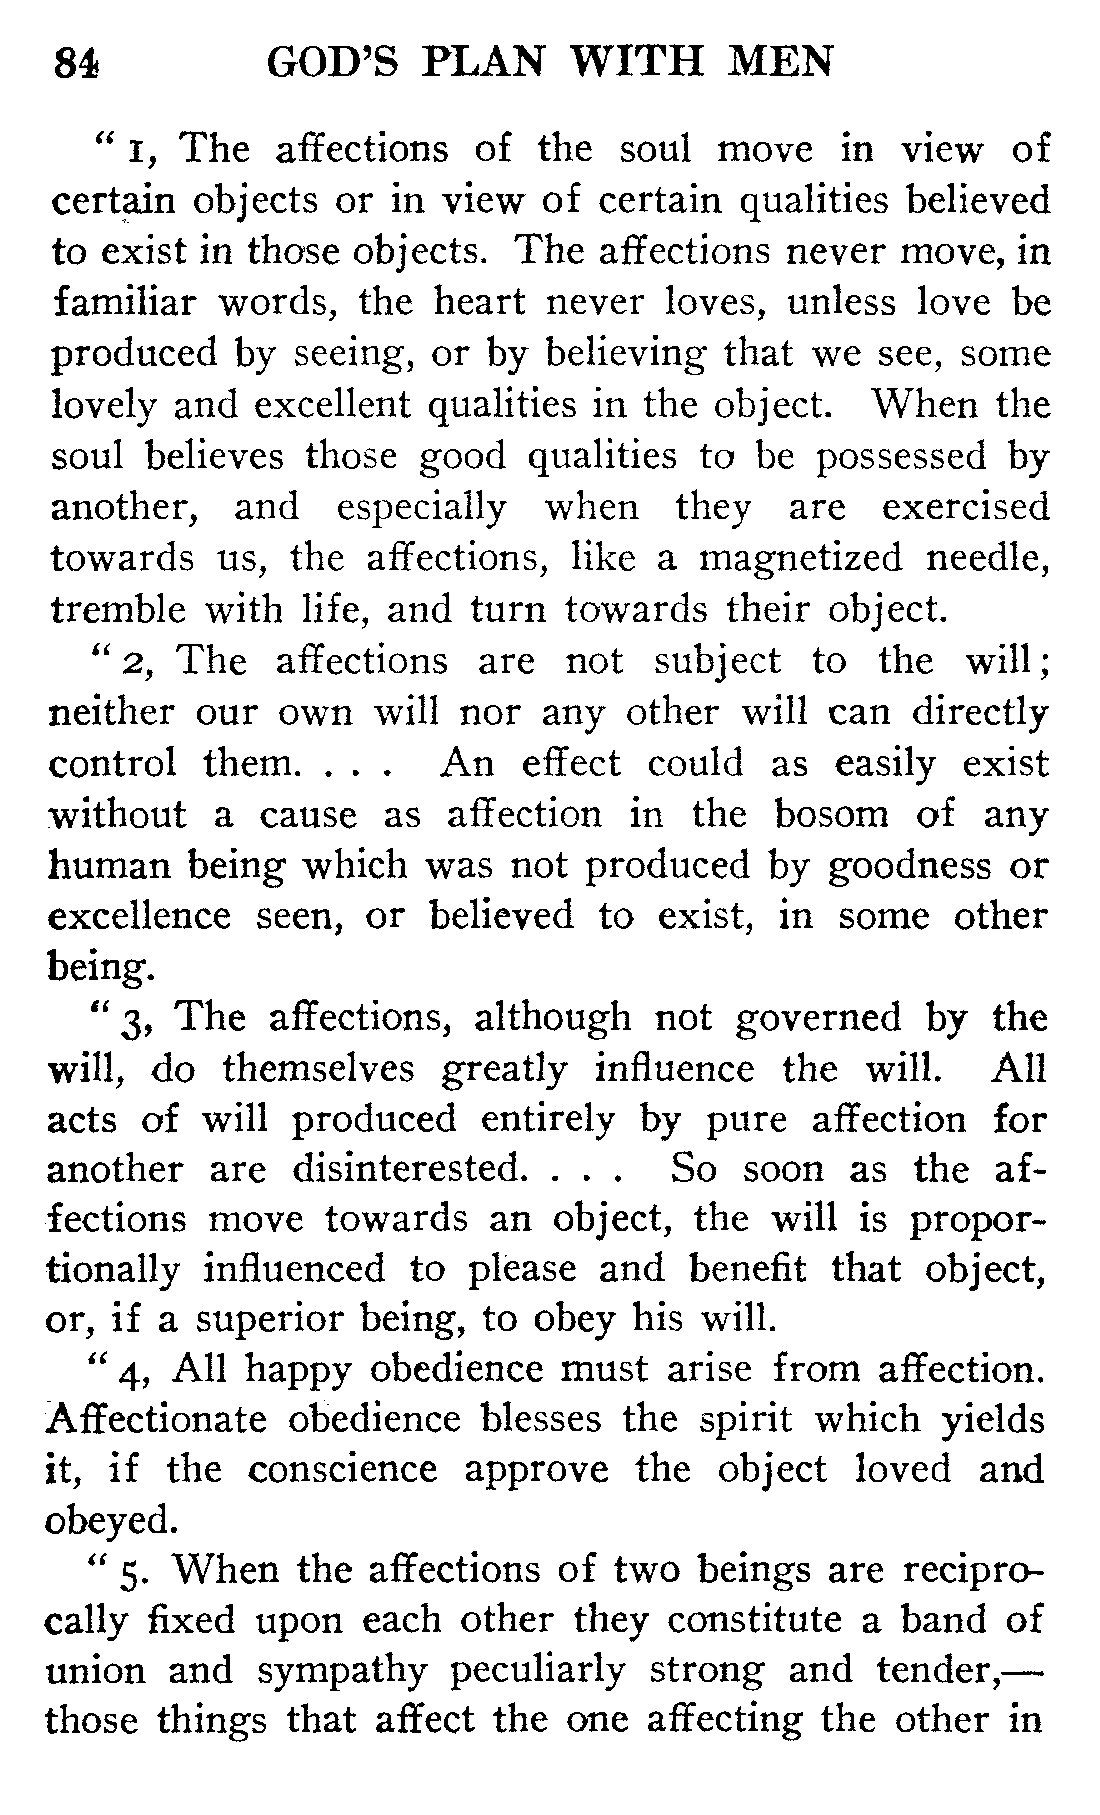 84 GOD'S PLAN WITH MEN
" 1, The affections of the soul move in view of
certain objects or in view of certain qualities believed
to exist in those objects. The affections never move, in
familiar words, the heart never loves, unless love be
produced by seeing, or by believing that we see, some
lovely and excellent qualities in the object. When the
soul believes those good qualities to be possessed by
another, and especially when they are exercised
towards us, the affections, like a magnetized needle,
tremble with life, and turn towards their object.
" 2, The affections are not subject to the will;
neither our own will nor any other will can directly
control them. . . . An effect could as easily exist
without a cause as affection in the bosom of any
human being which was not produced by goodness or
excellence seen, or believed to exist, in some other
being.
" 3, The affections, although not governed by the
will, do themselves greatly influence the will. All
acts of will produced entirely by pure affection for
another are disinterested. . . . So soon as the af-
fections move towards an object, the will is propor-
tionally influenced to please and benefit that object,
or, if a superior being, to obey his will.
" 4, All happy obedience must arise from affection.
Affectionate obedience blesses the spirit which yields
it, if the conscience approve the object loved and
obeyed.
" 5. When the affections of two beings are recipro-
cally fixed upon each other they constitute a band of
union and sympathy peculiarly strong and tender,—
those things that affect the one affecting the other in